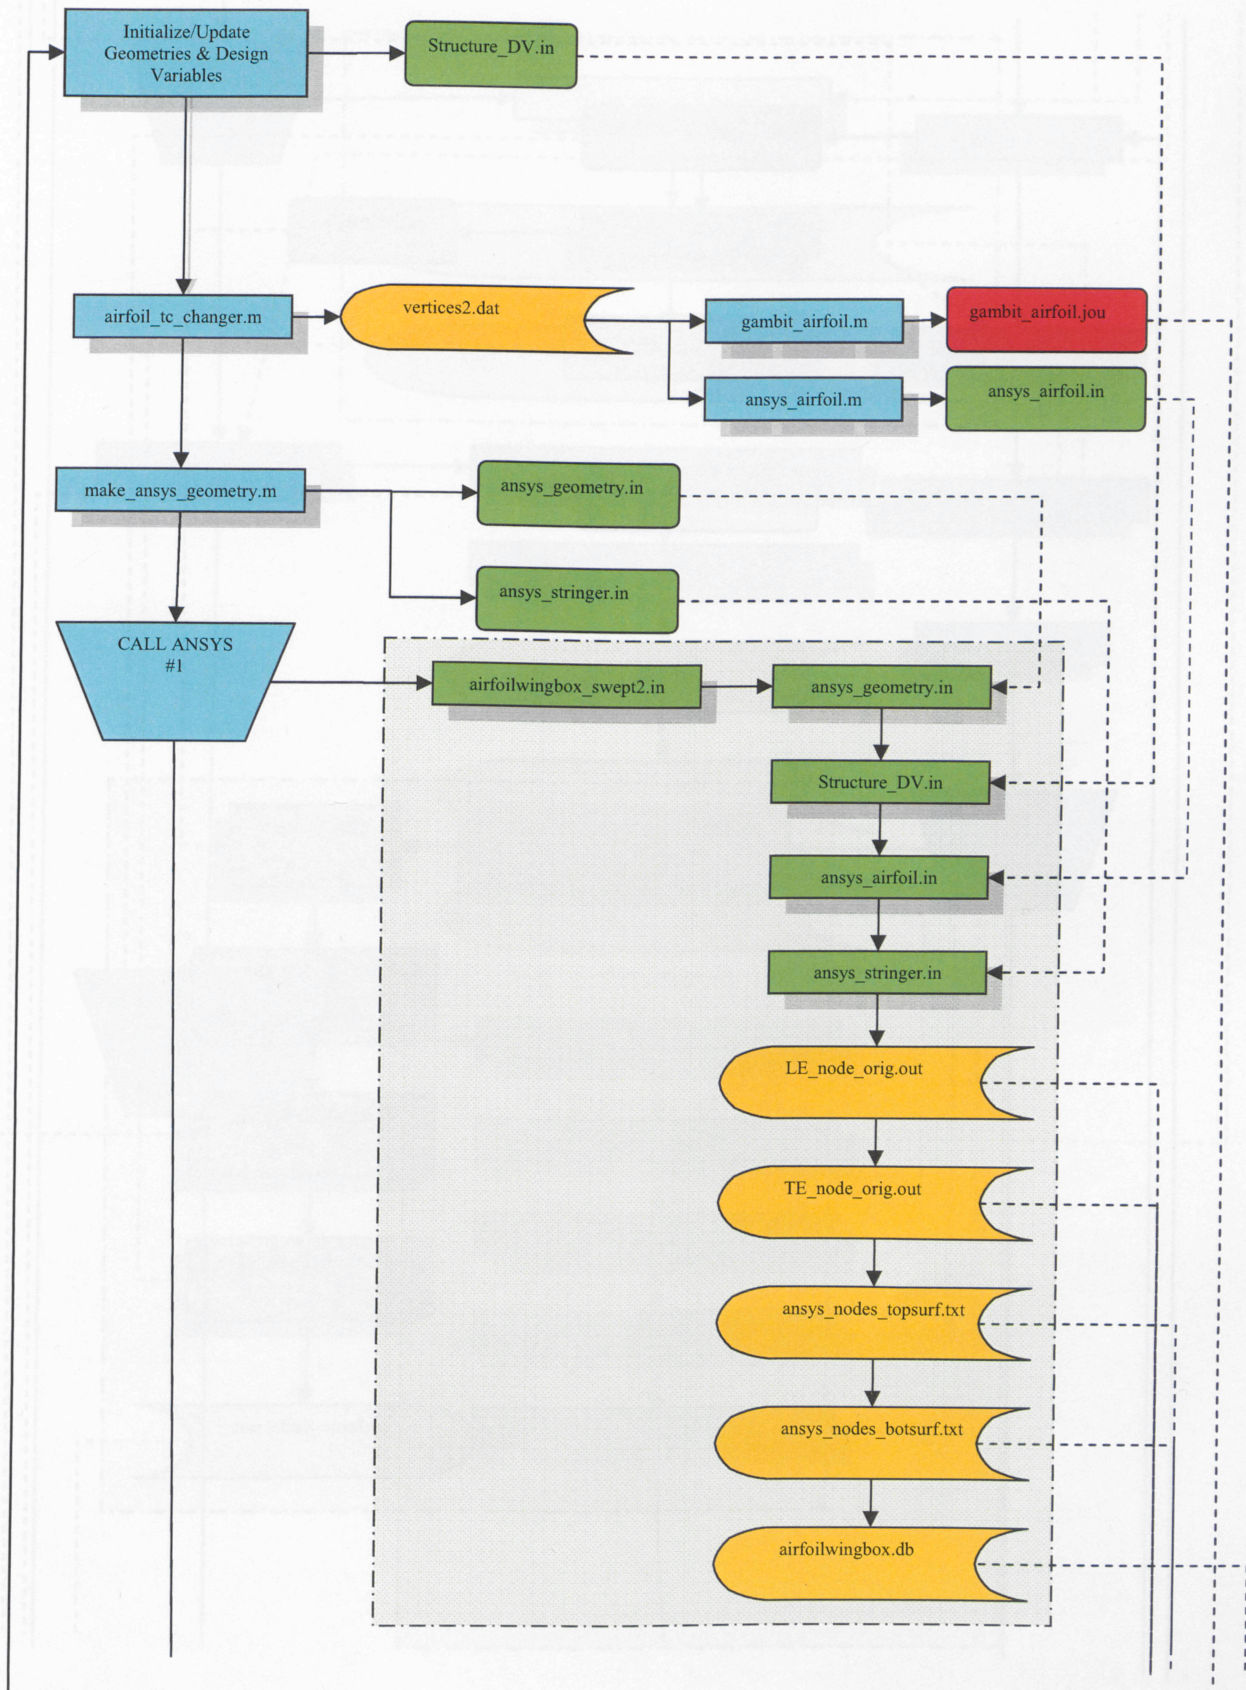 Initialize/Update
Geometries & Design
Variables
Structure_DV.in
airfoil_tc_changer.m
vertices2.dat
gambit_airfoil.m
gambit_airfoil.jou
ansys_airfoil.m
ansys_airfoil.in
make_ansys_geometry.m
ansys_geometry.in
ansys_stringer.in
CALL ANSYS
#1
airfoilwingbox_swept2.in
ansys_geometry.in
Structure_DV.in
ansys_airfoil.in
ansys_stringer.in
LE_node_orig.out
TE_node_orig.out
ansys_nodes_topsurf.txt
ansys_nodes_botsurf.txt
airfoilwingbox.db